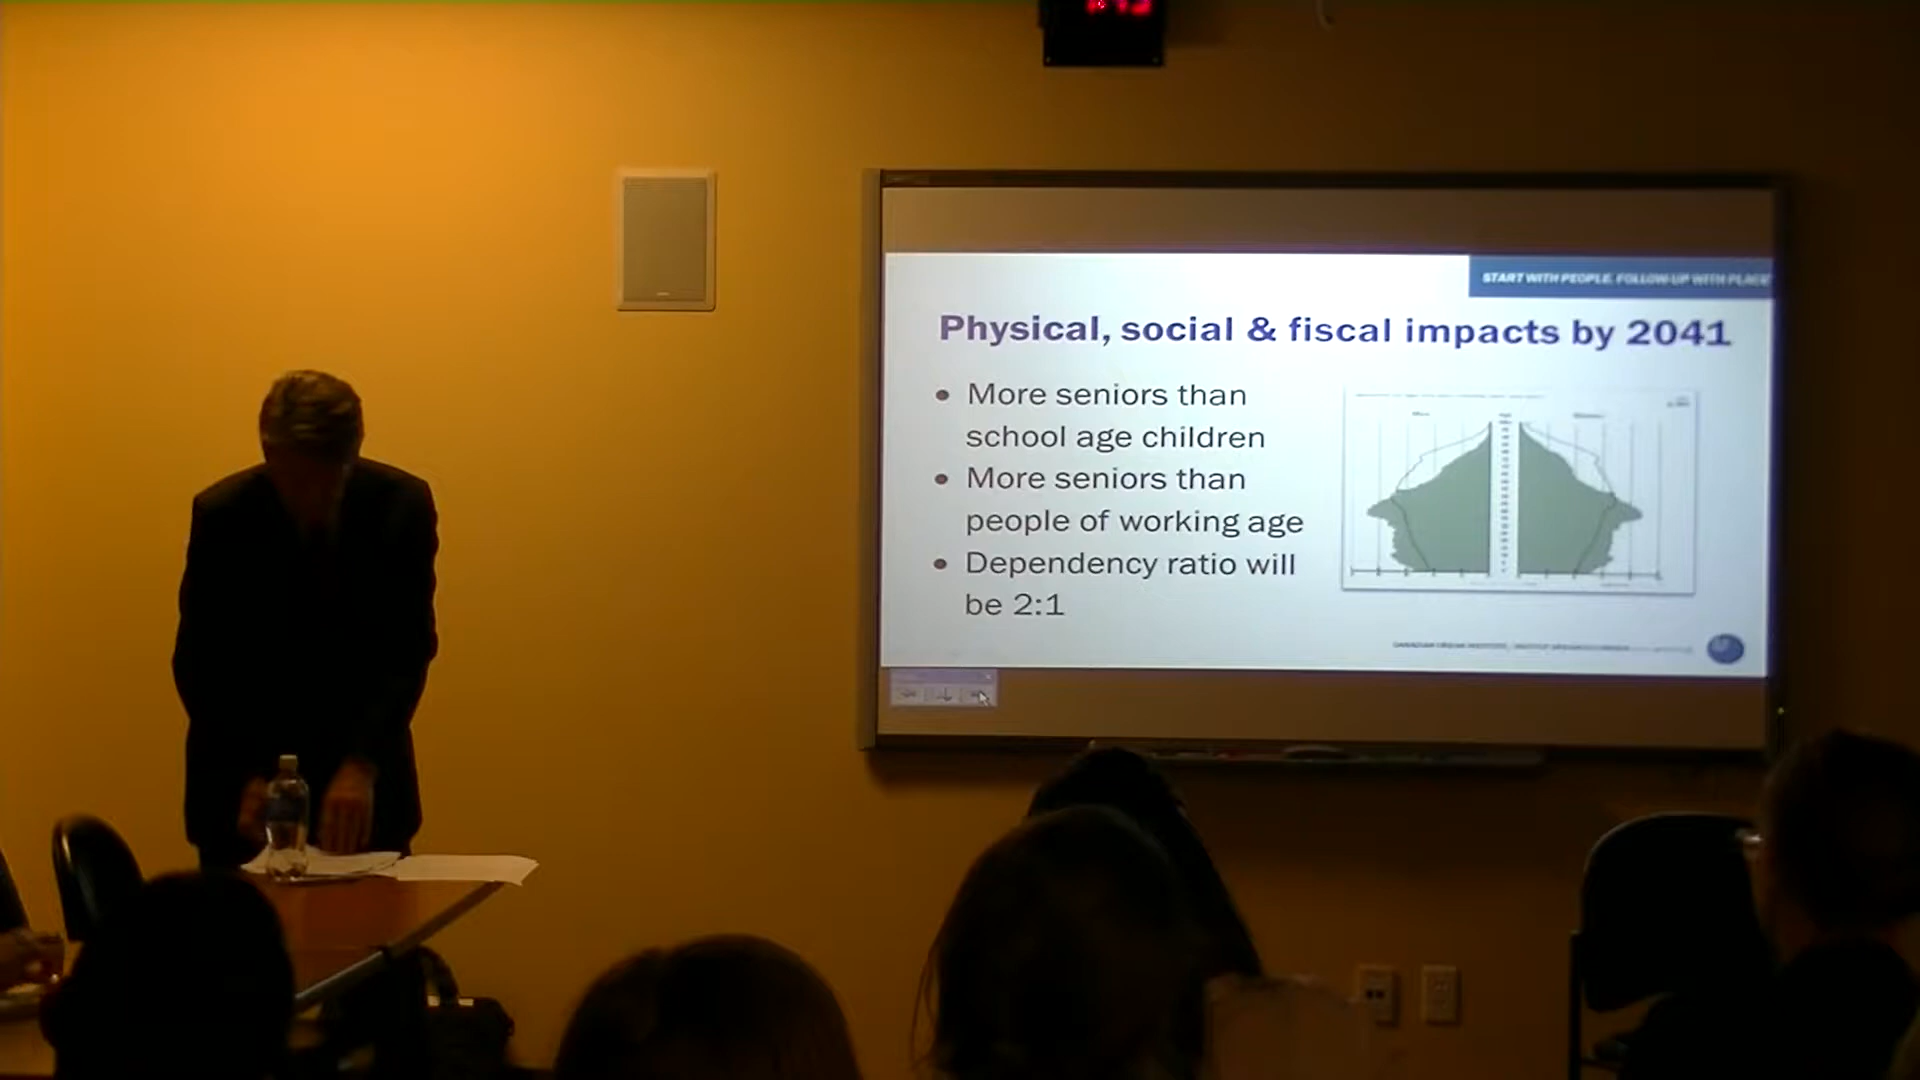 START WITH PEOPLE. FOLLOW-UP WITH PLACE
Physical, social & fiscal impacts by 2041
• More seniors than
school age children
• More seniors than
people of working age
• Dependency ratio will
be 2:1